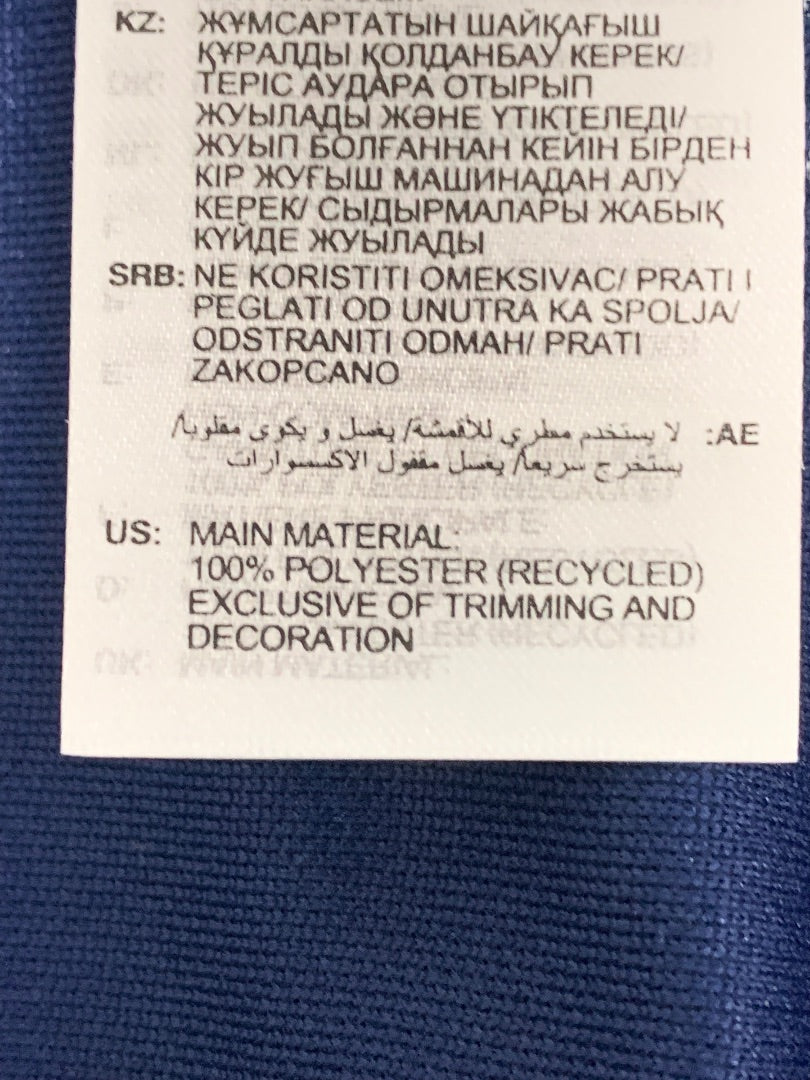 KZ: ЖҰМСАРТАТЫН ШАЙҚАҒЫШ
ҚҰРАЛДЫ ҚОЛДАНБАУ КЕРЕК/
ТЕРІС АУДАРА ОТЫРЫП
ЖУЫЛАДЫ ЖӘНЕ ҮТІКТЕЛЕДІ/
ЖУЫП БОЛҒАННАН КЕЙІН БІРДЕН
КІР ЖУҒЫШ МАШИНАДАН АЛУ
КЕРЕК/ СЫДЫРМАЛАРЫ ЖАБЫҚ
КҮЙДЕ ЖУЫЛАДЫ
SRB: NE KORISTITI OMEKSIVAC/ PRATI I
PEGLATI OD UNUTRA KA SPOLJA/
ODSTRANITI ODMAH/ PRATI
ZAKOPCANO
AE: لا يستخدم مطري للأقمشة/ يغسل و يكوى مقلوبا/
يستخرج سريعا/ يغسل مقفول الاكسسوارات
US: MAIN MATERIAL:
100% POLYESTER (RECYCLED)
EXCLUSIVE OF TRIMMING AND
DECORATION